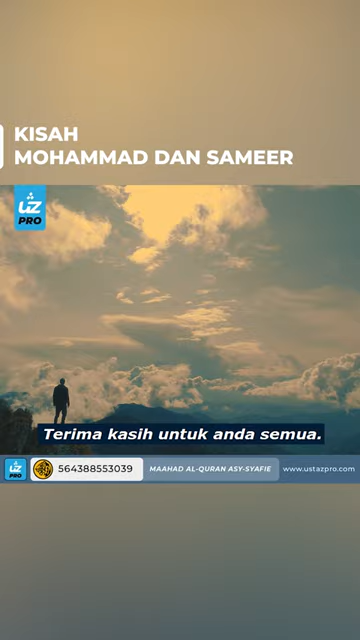 KISAH
MOHAMMAD DAN SAMEER
UZ
PRO
Terima kasih untuk anda semua.
UZ
PRO
564388553039
MAAHAD AL-QURAN ASY-SYAFIE
www.ustazpro.com